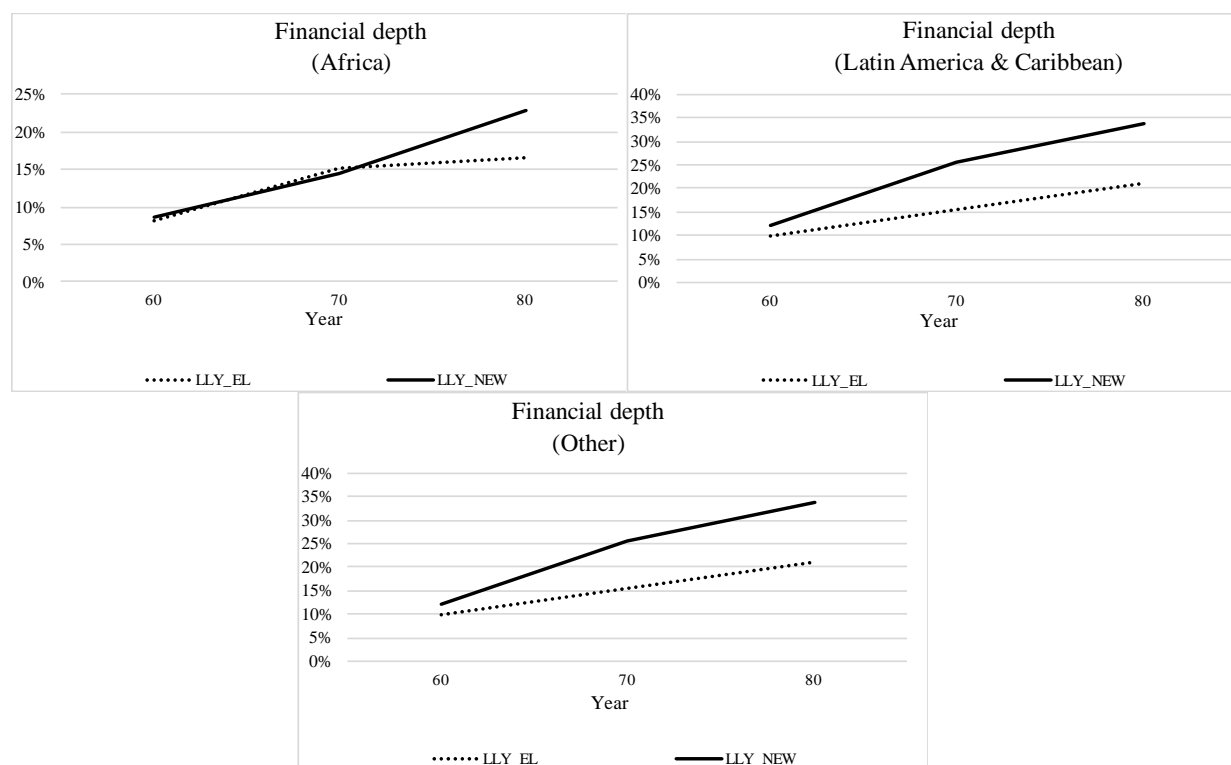 Financial depth
(Africa)
25%
20%
15%
10%
5%
0%
60 70 80
Year
LLY_EL LLY_NEW
Financial depth
(Latin America & Caribbean)
40%
35%
30%
25%
20%
15%
10%
5%
0%
60 70 80
Year
LLY_EL LLY_NEW
Financial depth
(Other)
40%
35%
30%
25%
20%
15%
10%
5%
0%
60 70 80
Year
LLY_EL LLY_NEW